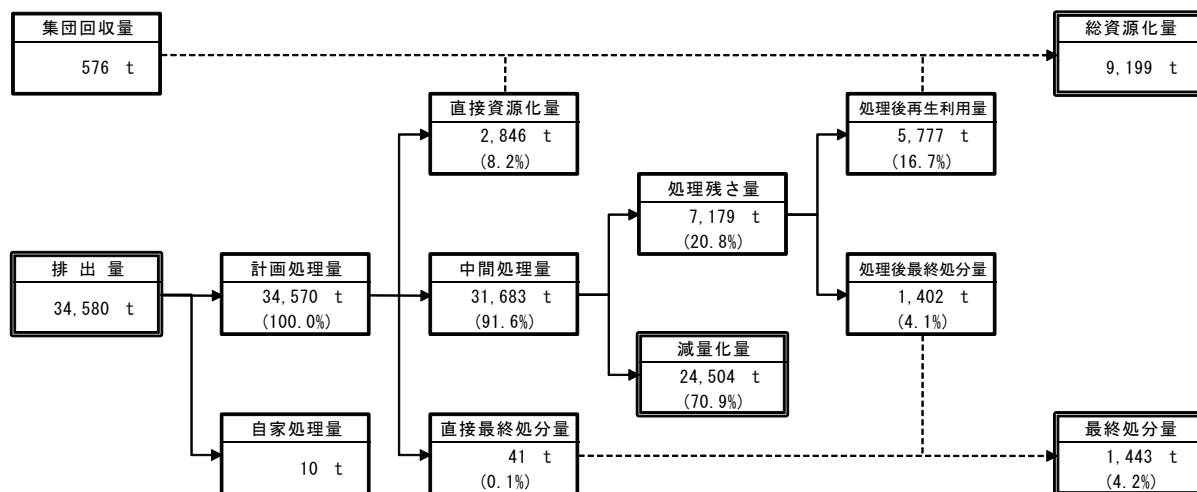 集団回収量
576 t
総資源化量
9,199 t
直接資源化量
2,846 t
(8.2%)
処理後再生利用量
5,777 t
(16.7%)
処理残さ量
7,179 t
(20.8%)
排出量
34,580 t
計画処理量
34,570 t
(100.0%)
中間処理量
31,683 t
(91.6%)
処理後最終処分量
1,402 t
(4.1%)
減量化量
24,504 t
(70.9%)
自家処理量
10 t
直接最終処分量
41 t
(0.1%)
最終処分量
1,443 t
(4.2%)